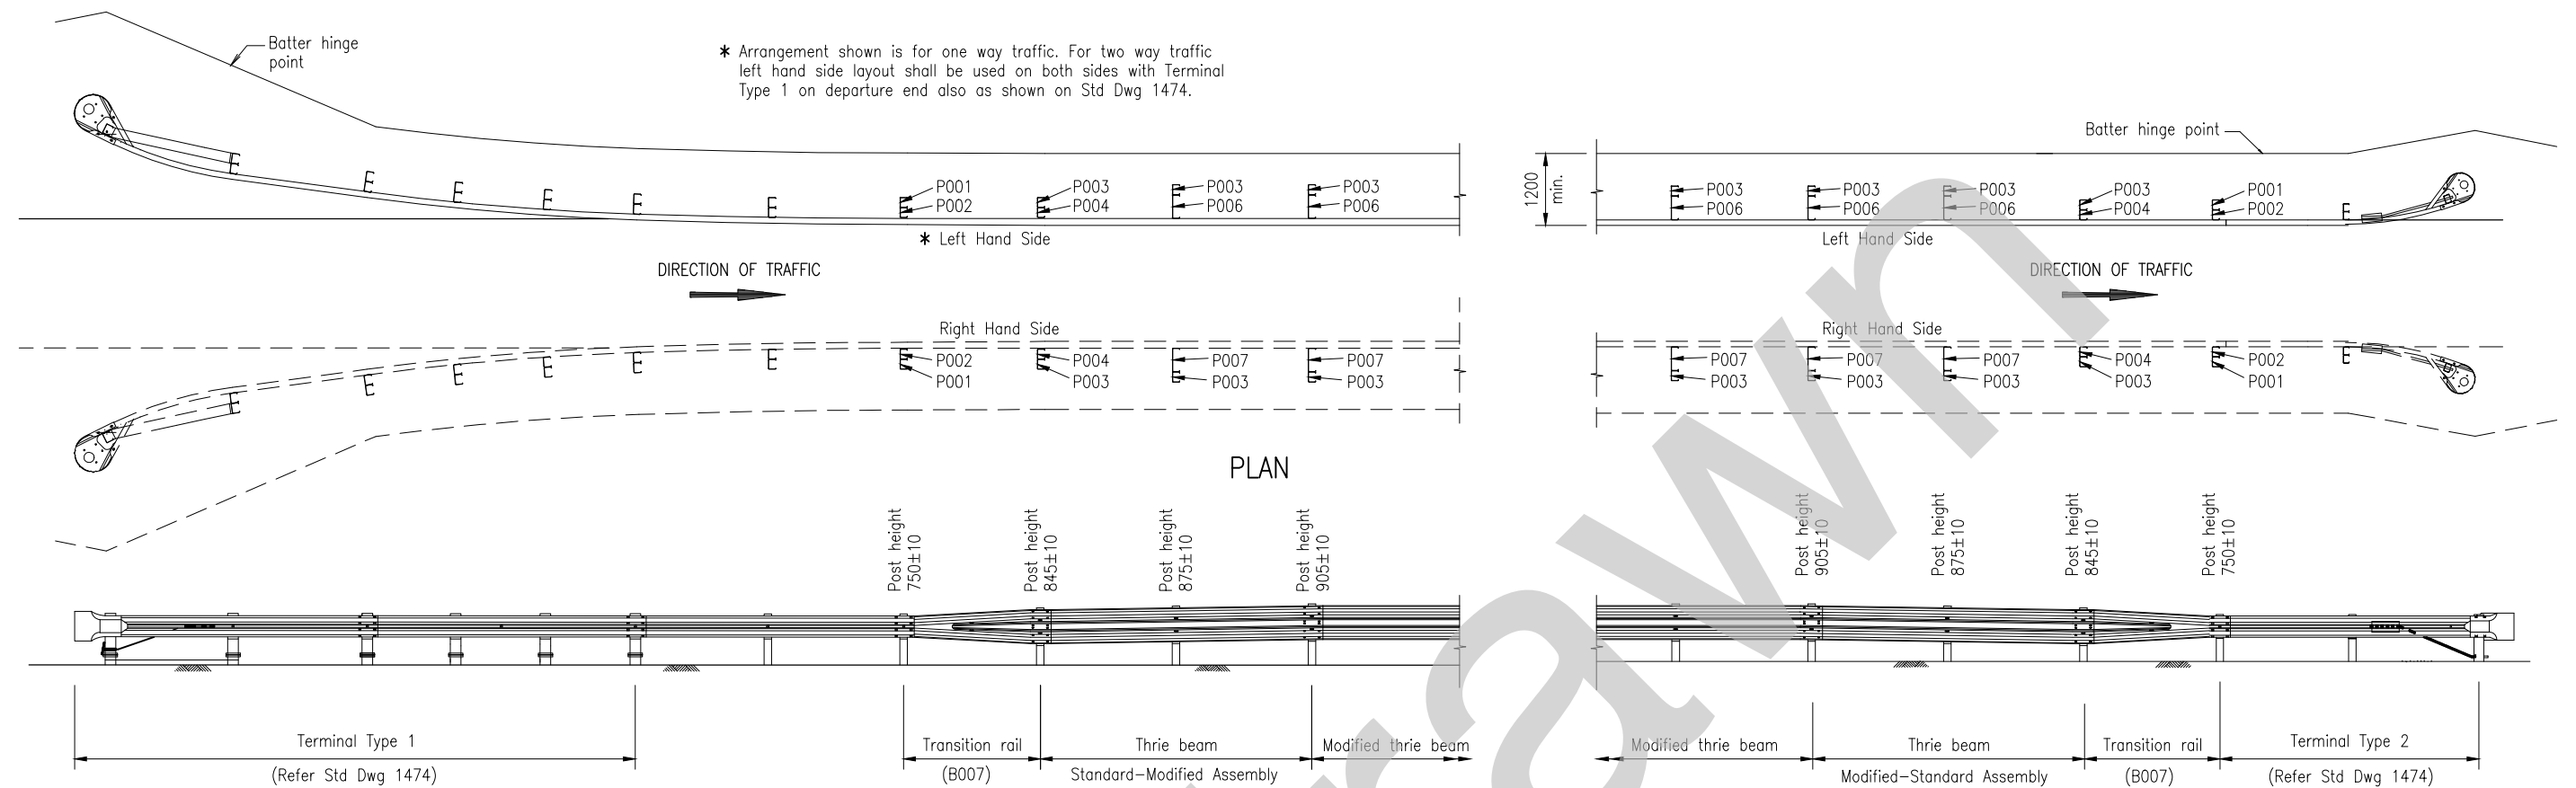 Batter hinge
point
* Arrangement shown is for one way traffic. For two way traffic
left hand side layout shall be used on both sides with Terminal
Type 1 on departure end also as shown on Std Dwg 1474.
Batter hinge point
1200
min.
P001
P002
P003
P004
P003
P006
P003
P006
P003
P006
P003
P006
P003
P006
P003
P004
P001
P002
* Left Hand Side
Left Hand Side
DIRECTION OF TRAFFIC
DIRECTION OF TRAFFIC
Right Hand Side
Right Hand Side
P002
P001
P004
P003
P007
P003
P007
P003
P007
P003
P007
P003
P007
P003
P004
P003
P002
P001
PLAN
Post height
750±10
Post height
845±10
Post height
875±10
Post height
905±10
Post height
905±10
Post height
875±10
Post height
845±10
Post height
750±10
Terminal Type 1
(Refer Std Dwg 1474)
Transition rail
(B007)
Thrie beam
Standard-Modified Assembly
Modified thrie beam
Modified thrie beam
Thrie beam
Modified-Standard Assembly
Transition rail
(B007)
Terminal Type 2
(Refer Std Dwg 1474)
rawn